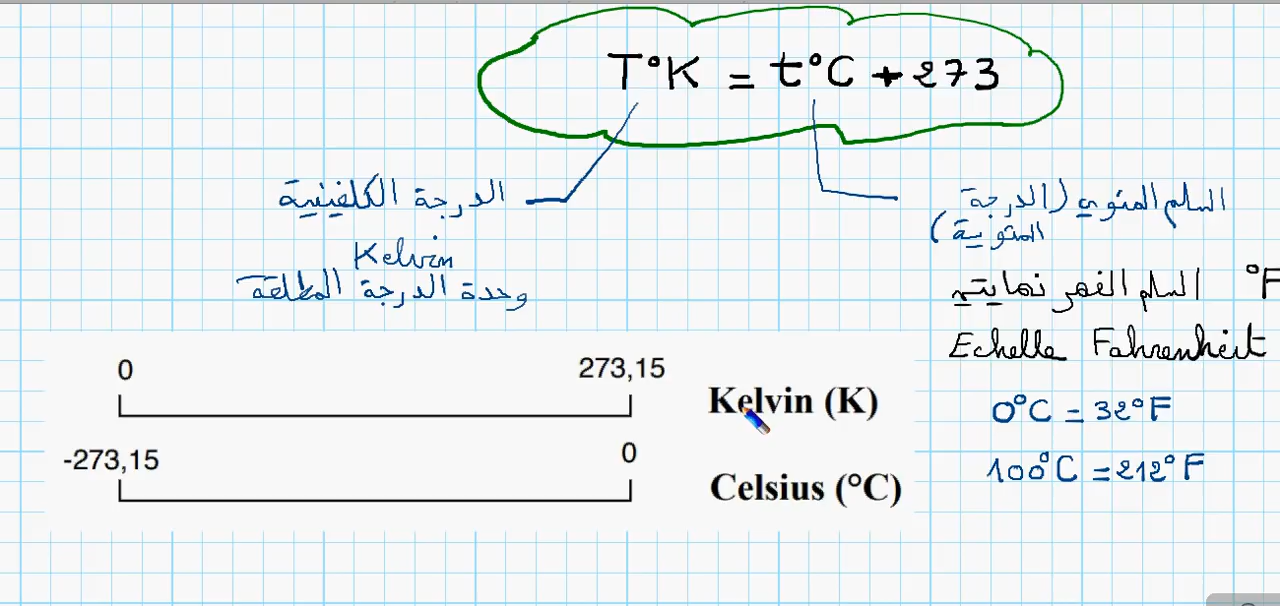 T°K = t°C + 273
الدرجة الكلفينية
Kelvin
وحدة الدرجة المطلقة
السلم المئوي (الدرجة
المئوية)
السلم الفهرنهايتي °F
Echelle Fahrenheit
0°C = 32°F
100°C = 212°F
0 273,15
Kelvin (K)
-273,15 0
Celsius (°C)